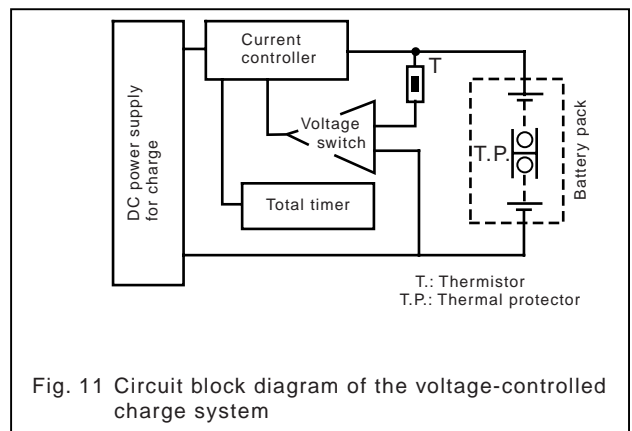 Current
controller
T
DC power supply
for charge
Voltage
switch
T.P.
Battery pack
Total timer
T.: Thermistor
T.P.: Thermal protector
Fig. 11 Circuit block diagram of the voltage-controlled
charge system